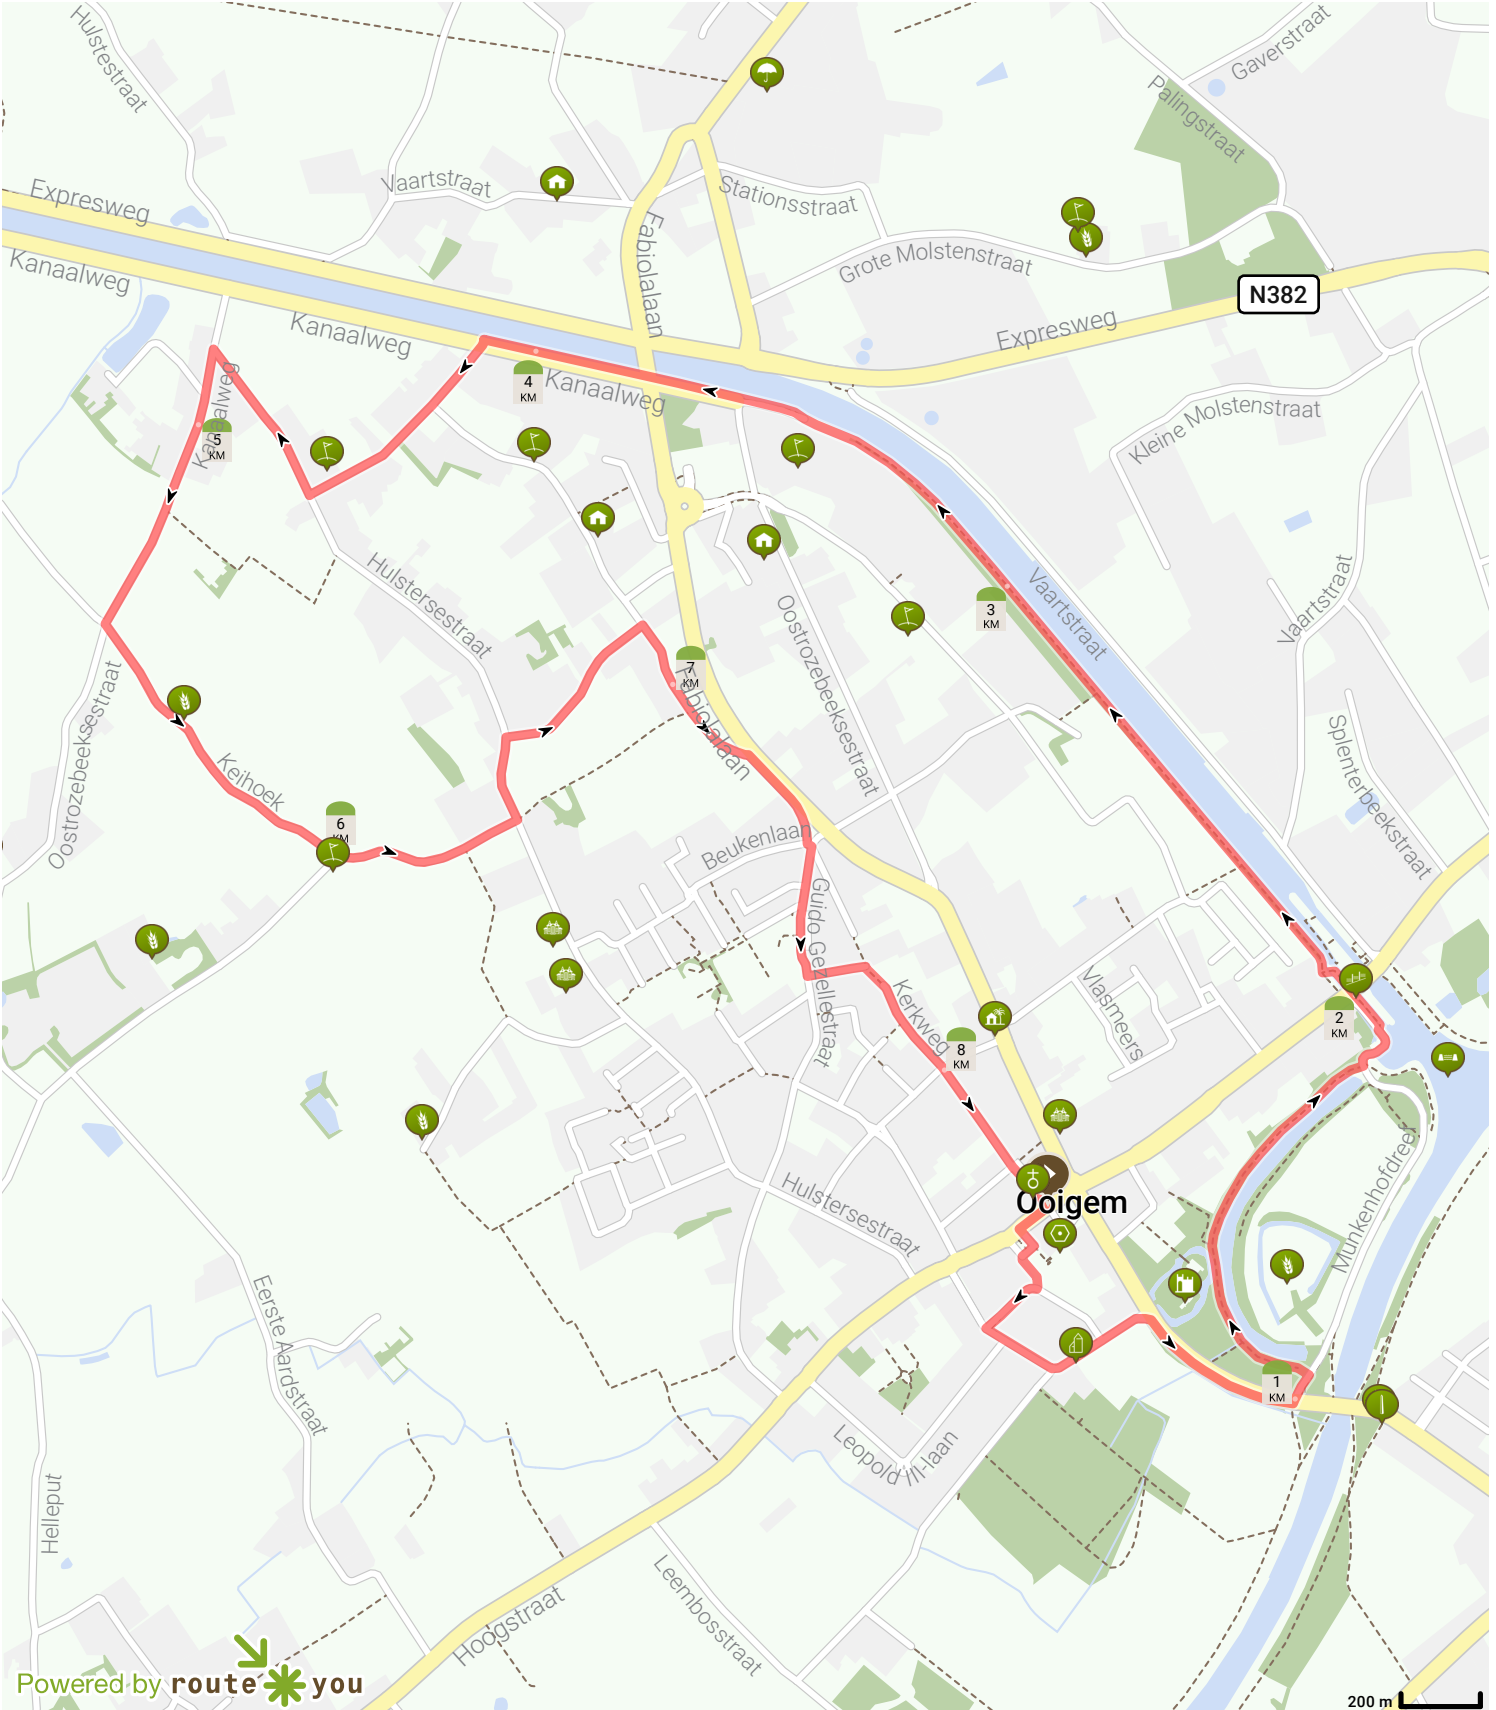 Hulstestraat
Gaverstraat
Palingstraat
Vaartstraat
Stationsstraat
Expresweg
Fabiolalaan
Grote Molstenstraat
Kanaalweg
N382
Kanaalweg
Expresweg
4
KM
Kanaalweg
Kleine Molstenstraat
Kanaalweg
5
KM
Hulstersestraat
Oostrozebeeksestraat
3
KM
Vaartstraat
Vaartstraat
7
KM
Fabiolalaan
Oostrozebeeksestraat
Keihoek
Splenterbeekstraat
6
KM
Beukenlaan
Guido Gezellestraat
Kerkweg
Vlasmeers
2
KM
8
KM
Munkenhofdreef
Hulstersestraat
Ooigem
Eerste Aardstraat
1
KM
Leopold III-laan
Helleput
Hoogstraat
Leembosstraat
Powered by routeyou
200 m